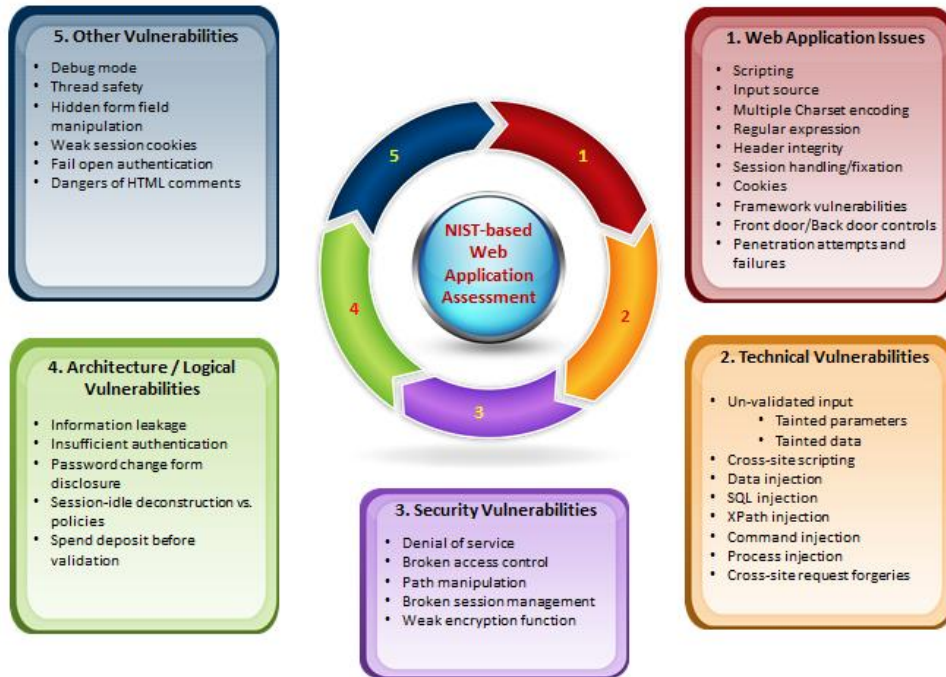 5. Other Vulnerabilities
• Debug mode
• Thread safety
• Hidden form field
manipulation
• Weak session cookies
• Fail open authentication
• Dangers of HTML comments
1. Web Application Issues
• Scripting
• Input source
• Multiple Charset encoding
• Regular expression
• Header integrity
• Session handling/fixation
• Cookies
• Framework vulnerabilities
• Front door/Back door controls
• Penetration attempts and
failures
5
1
NIST-based
Web
Application
Assessment
4
2
3
4. Architecture / Logical
Vulnerabilities
• Information leakage
• Insufficient authentication
• Password change form
disclosure
• Session-idle deconstruction vs.
policies
• Spend deposit before
validation
3. Security Vulnerabilities
• Denial of service
• Broken access control
• Path manipulation
• Broken session management
• Weak encryption function
2. Technical Vulnerabilities
• Un-validated input
• Tainted parameters
• Tainted data
• Cross-site scripting
• Data injection
• SQL injection
• XPath injection
• Command injection
• Process injection
• Cross-site request forgeries